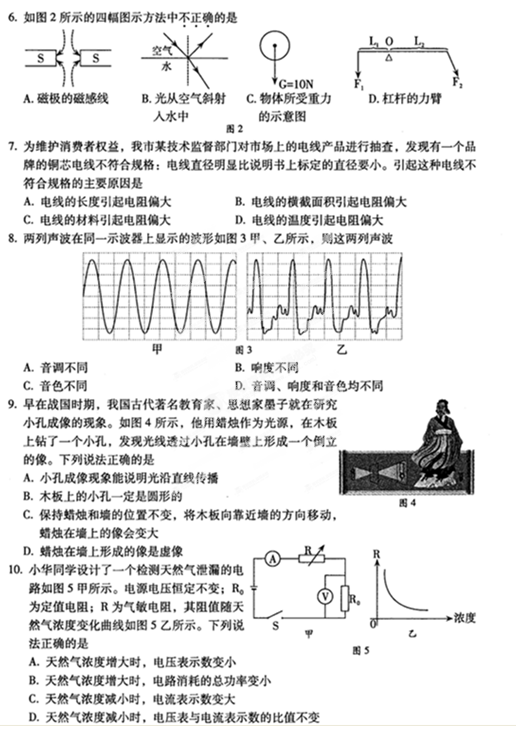 6. 如图 2 所示的四幅图示方法中不正确的是
S S
空气
水
G=10N
L₁ O L₂
F₁ F₂
A. 磁极的磁感线 B. 光从空气斜射 C. 物体所受重力 D. 杠杆的力臂
入水中 的示意图
图 2
7. 为维护消费者权益，我市某技术监督部门对市场上的电线产品进行抽查，发现有一个品
牌的铜芯电线不符合规格：电线直径明显比说明书上标定的直径要小。引起这种电线不
符合规格的主要原因是
A. 电线的长度引起电阻偏大 B. 电线的横截面积引起电阻偏大
C. 电线的材料引起电阻偏大 D. 电线的温度引起电阻偏大
8. 两列声波在同一示波器上显示的波形如图 3 甲、乙所示，则这两列声波
甲 图 3 乙
A. 音调不同 B. 响度不同
C. 音色不同 D. 音调、响度和音色均不同
9. 早在战国时期，我国古代著名教育家、思想家墨子就在研究
小孔成像的现象。如图 4 所示，他用蜡烛作为光源，在木板
上钻了一个小孔，发现光线透过小孔在墙壁上形成一个倒立
的像。下列说法正确的是
A. 小孔成像现象能说明光沿直线传播
B. 木板上的小孔一定是圆形的
C. 保持蜡烛和墙的位置不变，将木板向靠近墙的方向移动，
蜡烛在墙上的像会变大
D. 蜡烛在墙上形成的像是虚像
图 4
10. 小华同学设计了一个检测天然气泄漏的电
路如图 5 甲所示。电源电压恒定不变；R₀
为定值电阻；R 为气敏电阻，其阻值随天
然气浓度变化曲线如图 5 乙所示。下列说
法正确的是
A R
V R₀
S 甲
R
0 浓度
乙
图 5
A. 天然气浓度增大时，电压表示数变小
B. 天然气浓度增大时，电路消耗的总功率变小
C. 天然气浓度减小时，电流表示数变大
D. 天然气浓度减小时，电压表与电流表示数的比值不变